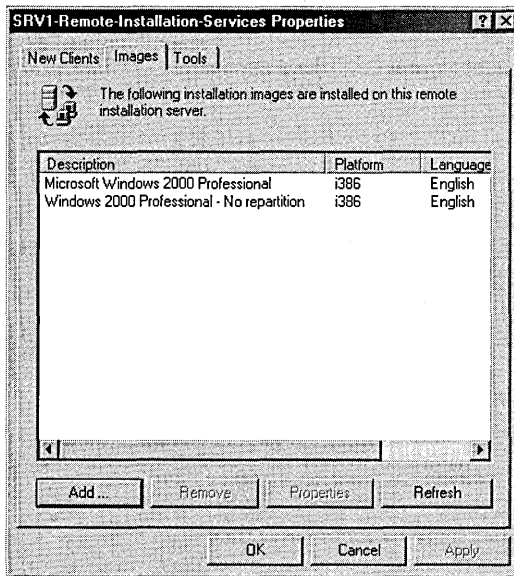 SRV1-Remote-Installation-Services Properties
New Clients Images Tools
The following installation images are installed on this remote
installation server.
Description Platform Language
Microsoft Windows 2000 Professional i386 English
Windows 2000 Professional - No repartition i386 English
Add ... Remove Properties Refresh
OK Cancel Apply